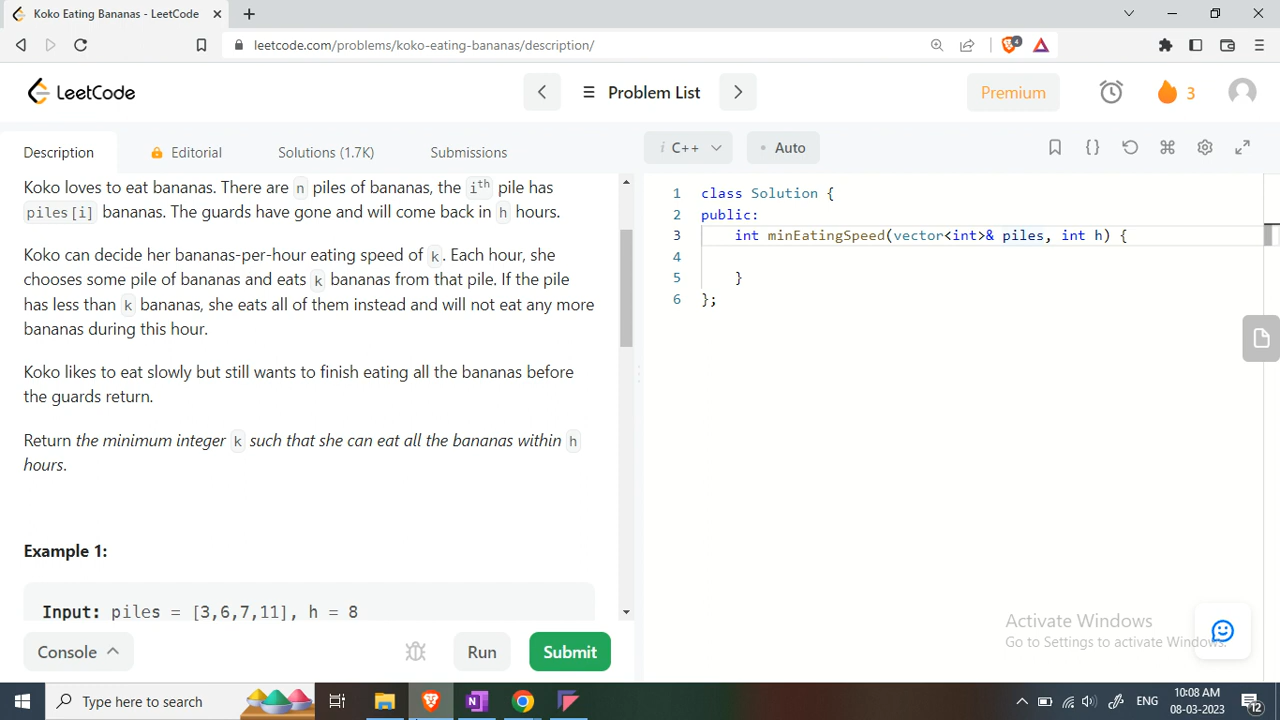 Koko Eating Bananas - LeetCode
leetcode.com/problems/koko-eating-bananas/description/
4
LeetCode
Problem List
Premium
3
Description
Editorial
Solutions (1.7K)
Submissions
i C++
• Auto
Koko loves to eat bananas. There are n piles of bananas, the ith pile has
piles[i] bananas. The guards have gone and will come back in h hours.
Koko can decide her bananas-per-hour eating speed of k. Each hour, she
chooses some pile of bananas and eats k bananas from that pile. If the pile
has less than k bananas, she eats all of them instead and will not eat any more
bananas during this hour.
Koko likes to eat slowly but still wants to finish eating all the bananas before
the guards return.
Return the minimum integer k such that she can eat all the bananas within h
hours.
Example 1:
Input: piles = [3,6,7,11], h = 8
1 class Solution {
2 public:
3 int minEatingSpeed(vector<int>& piles, int h) {
4
5 }
6 };
Console
Run
Submit
Activate Windows
Go to Settings to activate Windows.
Type here to search
ENG
10:08 AM
08-03-2023
12